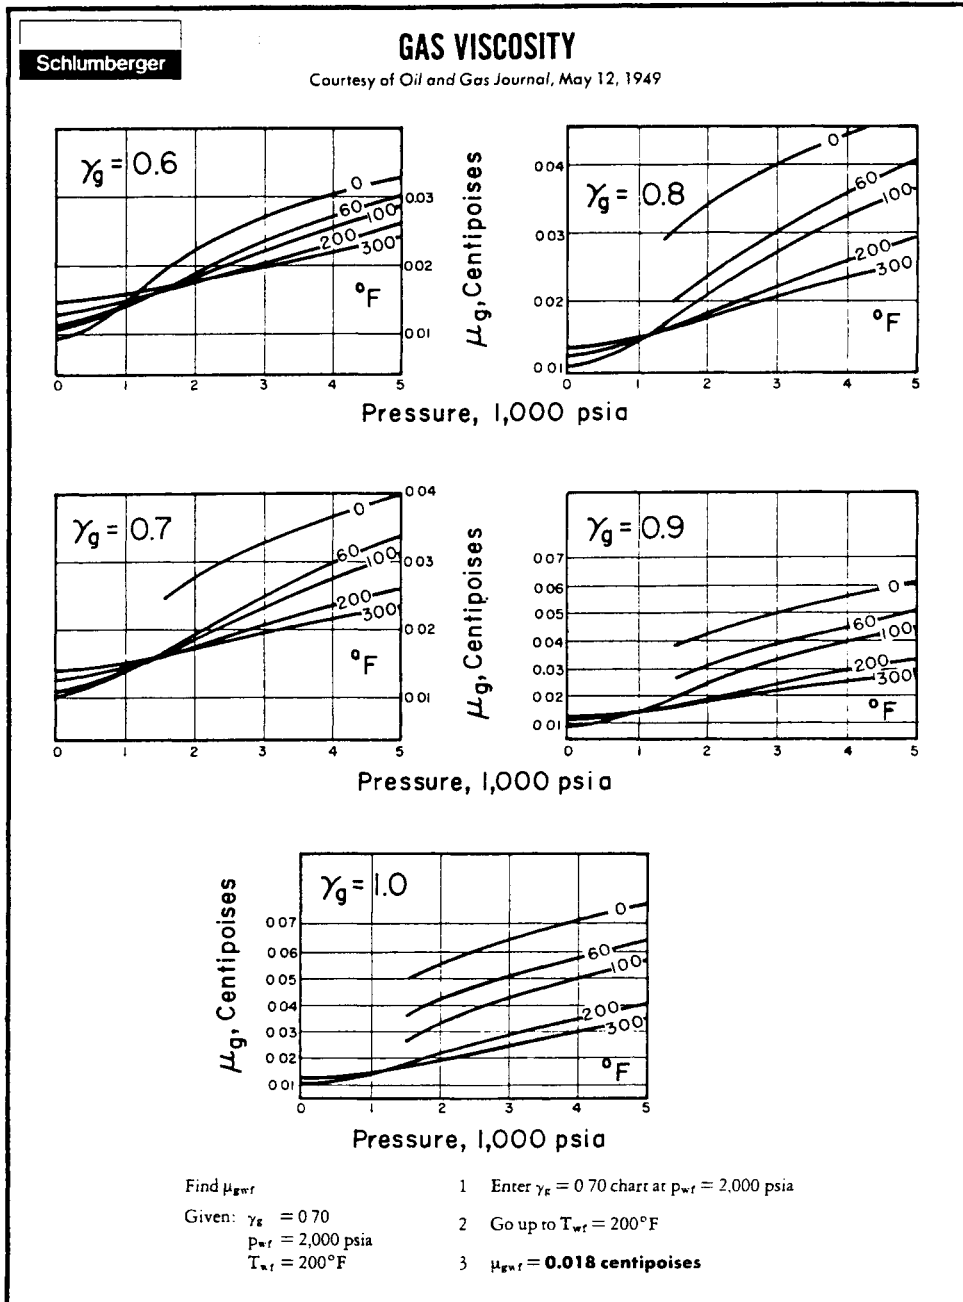 Schlumberger
GAS VISCOSITY
Courtesy of Oil and Gas Journal, May 12, 1949
γg = 0.6
0
60
100
200
300
°F
0.03
0.02
0.01
0 1 2 3 4 5
μg, Centipoises
γg = 0.8
0
60
100
200
300
°F
0.04
0.03
0.02
0.01
0 1 2 3 4 5
Pressure, 1,000 psia
γg = 0.7
0
60
100
200
300
°F
0.04
0.03
0.02
0.01
0 1 2 3 4 5
μg, Centipoises
γg = 0.9
0
60
100
200
300
°F
0.07
0.06
0.05
0.04
0.03
0.02
0.01
0 1 2 3 4 5
Pressure, 1,000 psia
μg, Centipoises
γg = 1.0
0
60
100
200
300
°F
0.07
0.06
0.05
0.04
0.03
0.02
0.01
0 1 2 3 4 5
Pressure, 1,000 psia
Find μgwf
Given: γg = 0.70
pwf = 2,000 psia
Twf = 200°F
1 Enter γg = 0.70 chart at pwf = 2,000 psia
2 Go up to Twf = 200°F
3 μgwf = 0.018 centipoises